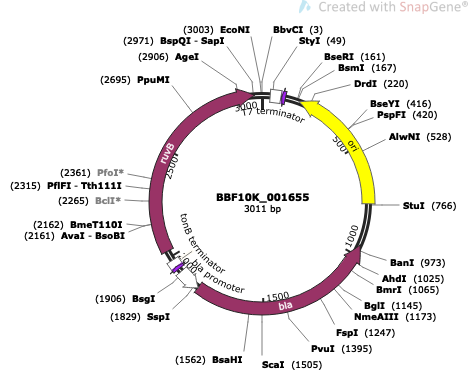 Created with SnapGene®
(3003) EcoNI
BbvCI (3)
(2971) BspQI - SapI
StyI (49)
(2906) AgeI
BseRI (161)
BsmI (167)
(2695) PpuMI
DrdI (220)
3000
T7 terminator
BseYI (416)
PspFI (420)
ori
AlwNI (528)
500
ruvB
2500
(2361) PfoI*
(2315) PflFI - Tth111I
(2265) BclI*
BBF10K_001655
3011 bp
StuI (766)
(2162) BmeT110I
(2161) AvaI - BsoBI
tonB terminator
1000
BanI (973)
AhdI (1025)
BmrI (1065)
bla promoter
(1906) BsgI
1500
BglI (1145)
NmeAIII (1173)
(1829) SspI
bla
FspI (1247)
PvuI (1395)
(1562) BsaHI
ScaI (1505)